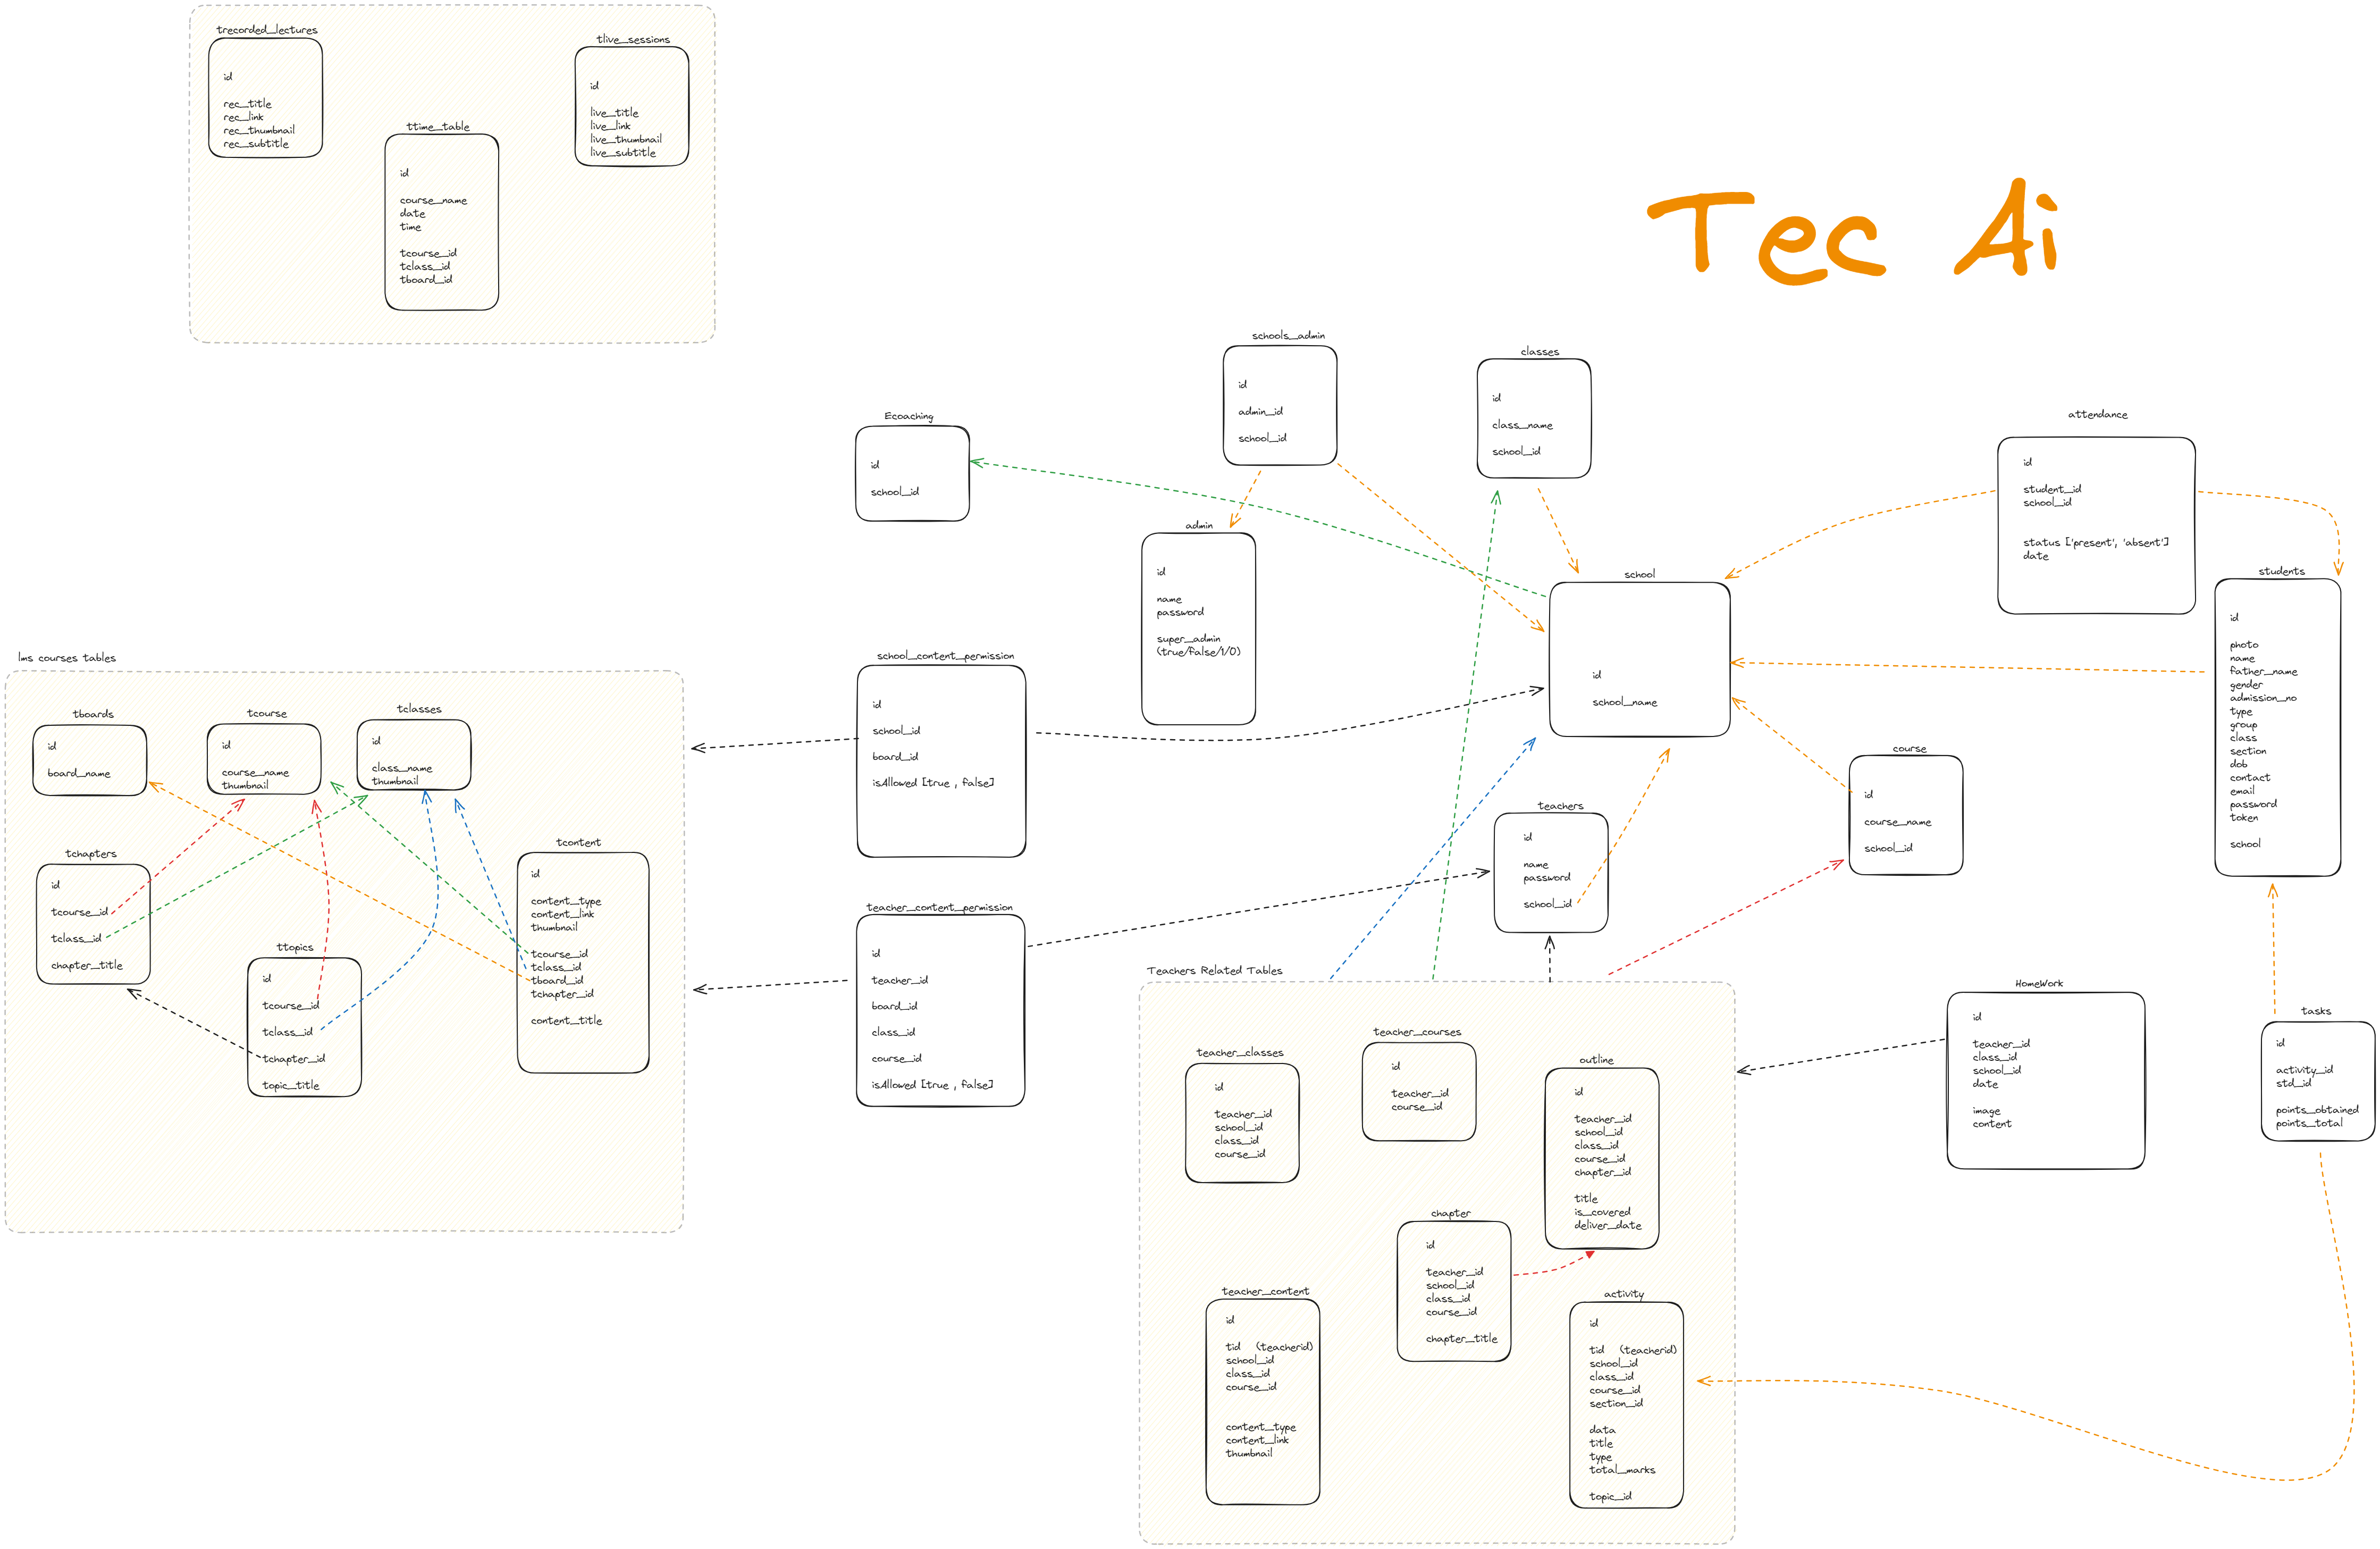 trecorded_lectures
id
rec_title
rec_link
rec_thumbnail
rec_subtitle
tlive_sessions
id
live_title
live_link
live_thumbnail
live_subtitle
ttime_table
id
course_name
date
time
tcourse_id
tclass_id
tboard_id
Tec Ai
schools_admin
id
admin_id
school_id
classes
id
class_name
school_id
Ecoaching
id
school_id
attendance
id
student_id
school_id
status ['present', 'absent']
date
admin
id
name
password
super_admin
(true/false/1/0)
school
id
school_name
students
id
photo
name
father_name
gender
admission_no
type
group
class
section
dob
contact
email
password
token
school
lms courses tables
tboards
id
board_name
tcourse
id
course_name
thumbnail
tclasses
id
class_name
thumbnail
tchapters
id
tcourse_id
tclass_id
chapter_title
ttopics
id
tcourse_id
tclass_id
tchapter_id
topic_title
tcontent
id
content_type
content_link
thumbnail
tcourse_id
tclass_id
tboard_id
tchapter_id
content_title
school_content_permission
id
school_id
board_id
isAllowed [true , false]
teacher_content_permission
id
teacher_id
board_id
class_id
course_id
isAllowed [true , false]
teachers
id
name
password
school_id
course
id
course_name
school_id
Teachers Related Tables
teacher_classes
id
teacher_id
school_id
class_id
course_id
teacher_courses
id
teacher_id
course_id
outline
id
teacher_id
school_id
class_id
course_id
chapter_id
title
is_covered
deliver_date
chapter
id
teacher_id
school_id
class_id
course_id
chapter_title
teacher_content
id
tid (teacherid)
school_id
class_id
course_id
content_type
content_link
thumbnail
activity
id
tid (teacherid)
school_id
class_id
course_id
section_id
data
title
type
total_marks
topic_id
HomeWork
id
teacher_id
class_id
school_id
date
image
content
tasks
id
activity_id
std_id
points_obtained
points_total